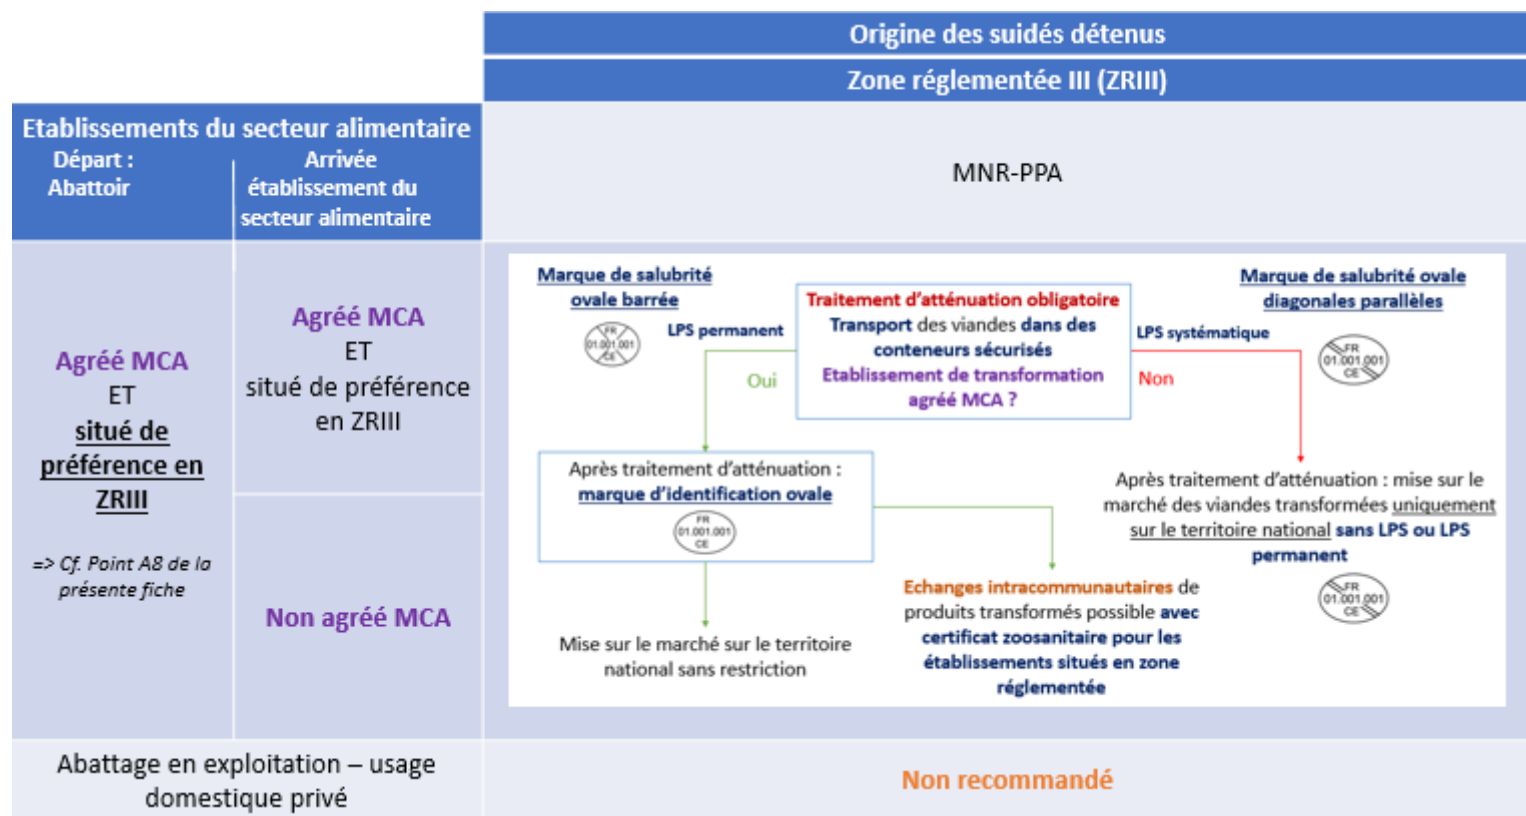 Origine des suidés détenus
Zone réglementée III (ZRIII)
Etablissements du secteur alimentaire
Départ :
Abattoir
Arrivée
établissement du
secteur alimentaire
MNR-PPA
Agréé MCA
ET
situé de
préférence en
ZRIII
=> Cf. Point A8 de la
présente fiche
Agréé MCA
ET
situé de préférence
en ZRIII
Non agréé MCA
Marque de salubrité
ovale barrée
FR
01.001.001
CE
LPS permanent
Oui
Traitement d'atténuation obligatoire
Transport des viandes dans des
conteneurs sécurisés
Etablissement de transformation
agréé MCA ?
LPS systématique
Non
Marque de salubrité ovale
diagonales parallèles
FR
01.001.001
CE
Après traitement d'atténuation :
marque d'identification ovale
FR
01.001.001
CE
Mise sur le marché sur le territoire
national sans restriction
Echanges intracommunautaires de
produits transformés possible avec
certificat zoosanitaire pour les
établissements situés en zone
réglementée
Après traitement d'atténuation : mise sur le
marché des viandes transformées uniquement
sur le territoire national sans LPS ou LPS
permanent
FR
01.001.001
CE
Abattage en exploitation – usage
domestique privé
Non recommandé